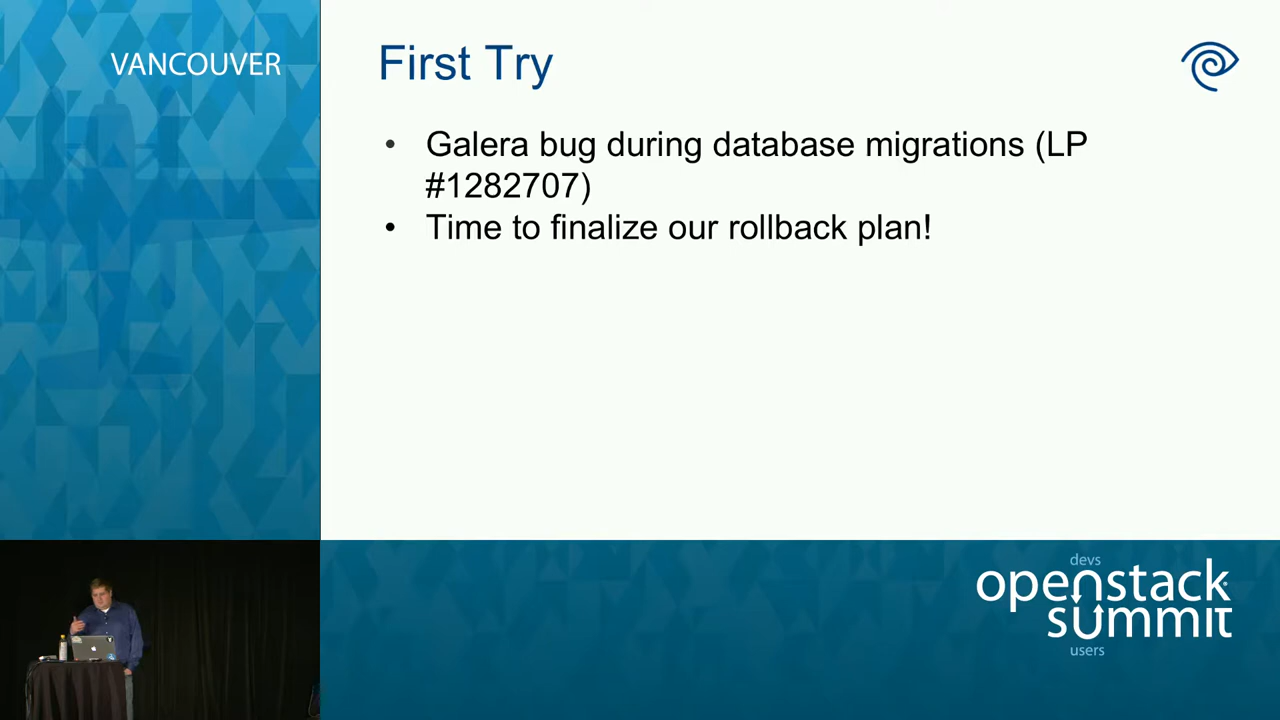 VANCOUVER
First Try
• Galera bug during database migrations (LP
#1282707)
• Time to finalize our rollback plan!
devs
openstack
summit
users